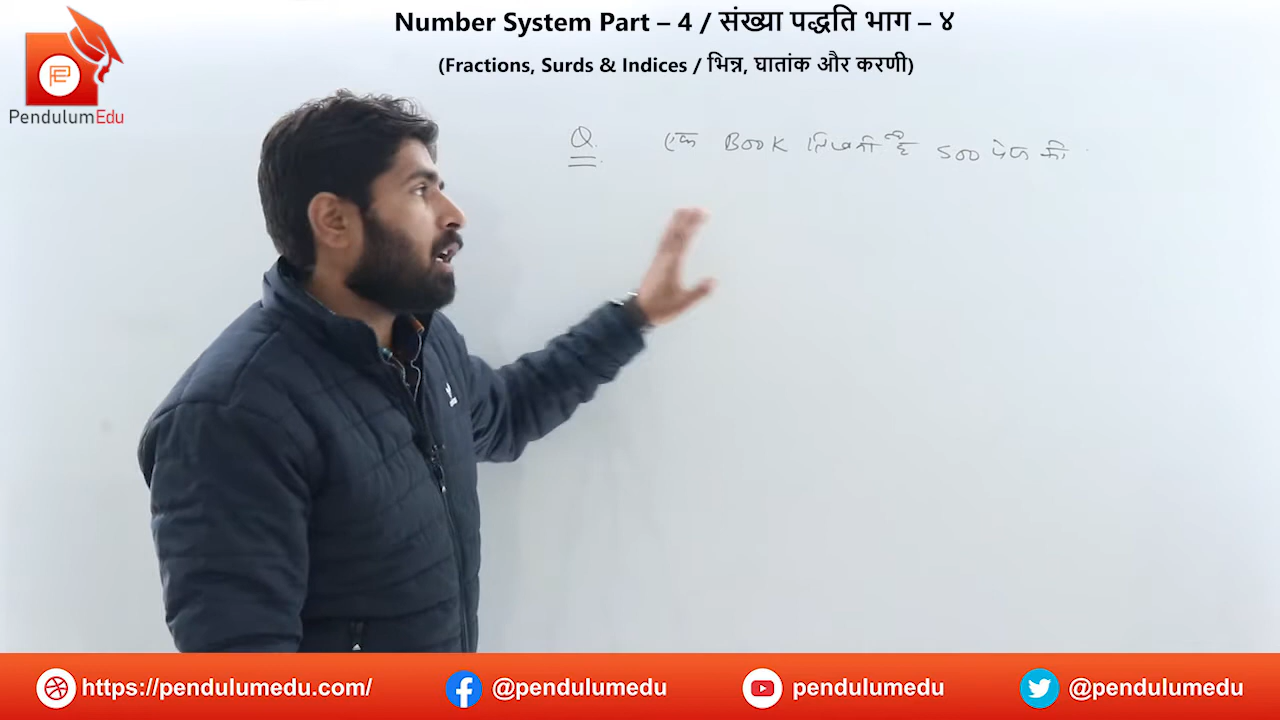 Number System Part – 4 / संख्या पद्धति भाग – ४
(Fractions, Surds & Indices / भिन्न, घातांक और करणी)
PendulumEdu
Q. एक BOOK लिखनी है 500 पेज की
https://pendulumedu.com/
@pendulumedu
pendulumedu
@pendulumedu